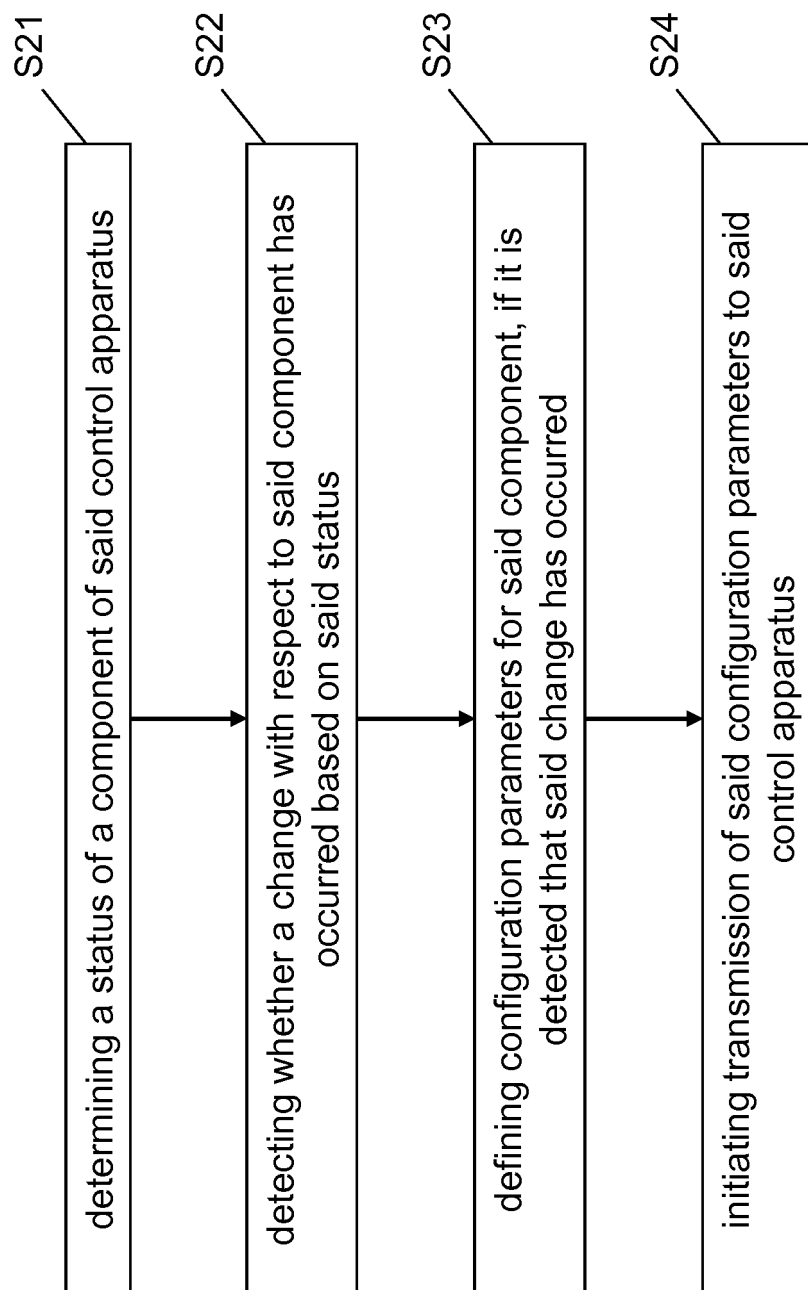 S21
determining a status of a component of said control apparatus
S22
detecting whether a change with respect to said component has
occurred based on said status
S23
defining configuration parameters for said component, if it is
detected that said change has occurred
S24
initiating transmission of said configuration parameters to said
control apparatus